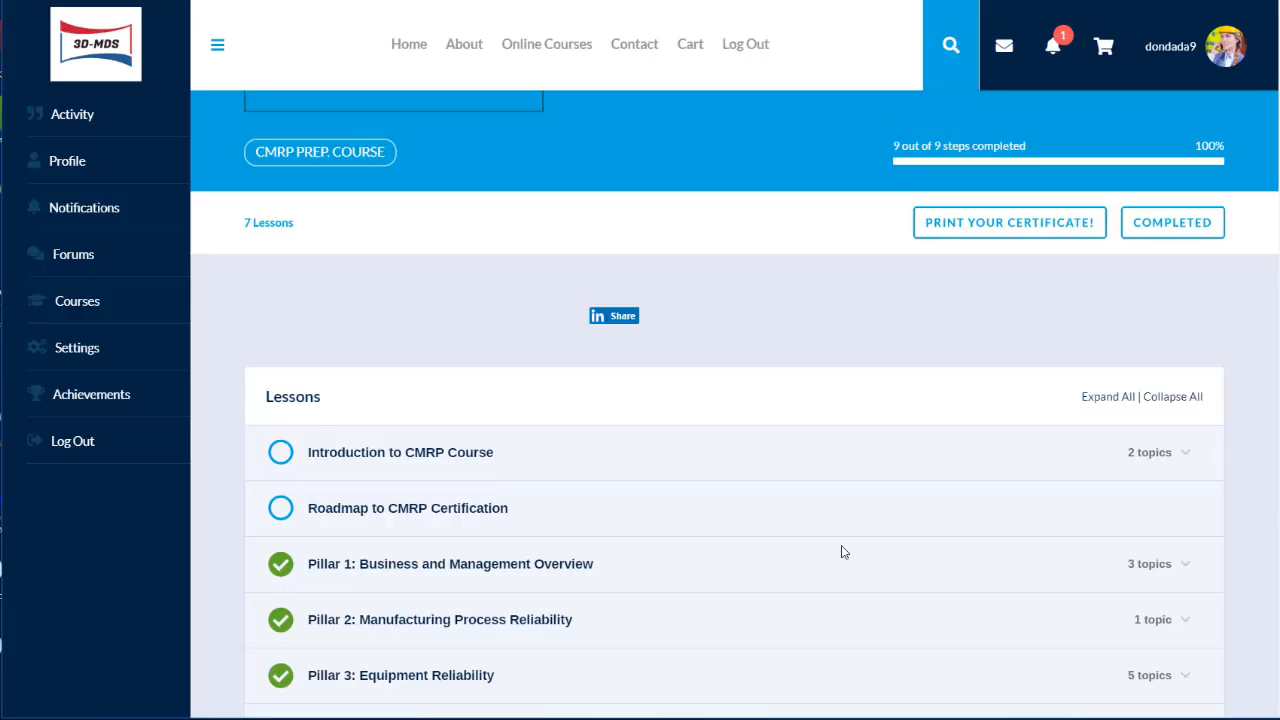 3D-MDS
Home About Online Courses Contact Cart Log Out
1
dondada9
Activity
Profile
Notifications
Forums
Courses
Settings
Achievements
Log Out
CMRP PREP. COURSE
9 out of 9 steps completed 100%
7 Lessons
PRINT YOUR CERTIFICATE!
COMPLETED
in Share
Lessons
Expand All | Collapse All
Introduction to CMRP Course 2 topics
Roadmap to CMRP Certification
Pillar 1: Business and Management Overview 3 topics
Pillar 2: Manufacturing Process Reliability 1 topic
Pillar 3: Equipment Reliability 5 topics